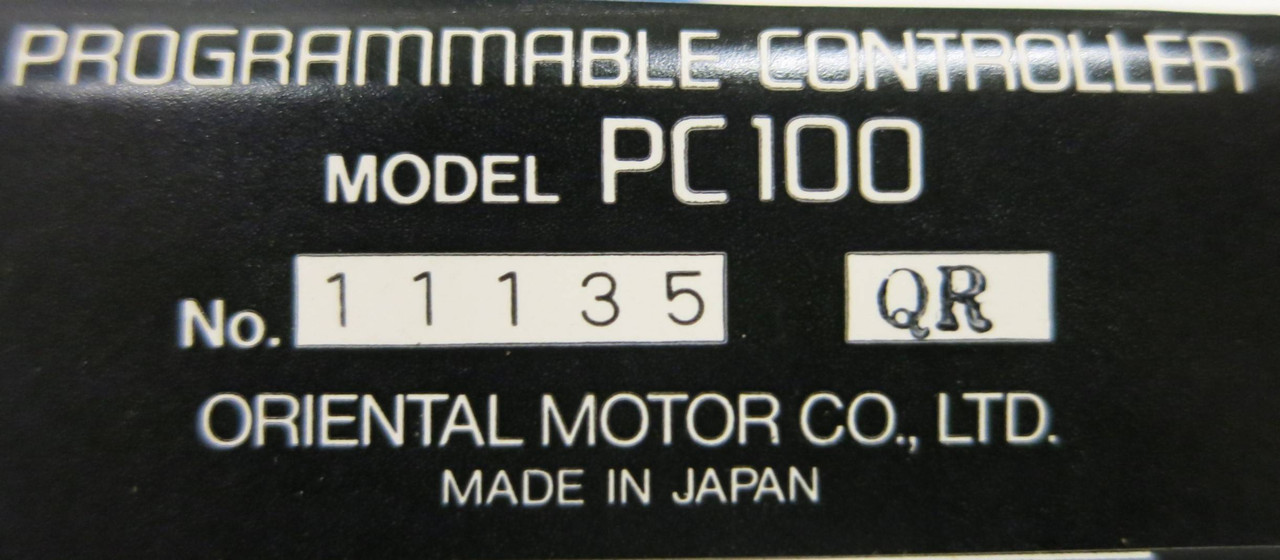 PROGRAMMABLE CONTROLLER
MODEL PC100
No. 11135 QR
ORIENTAL MOTOR CO., LTD.
MADE IN JAPAN